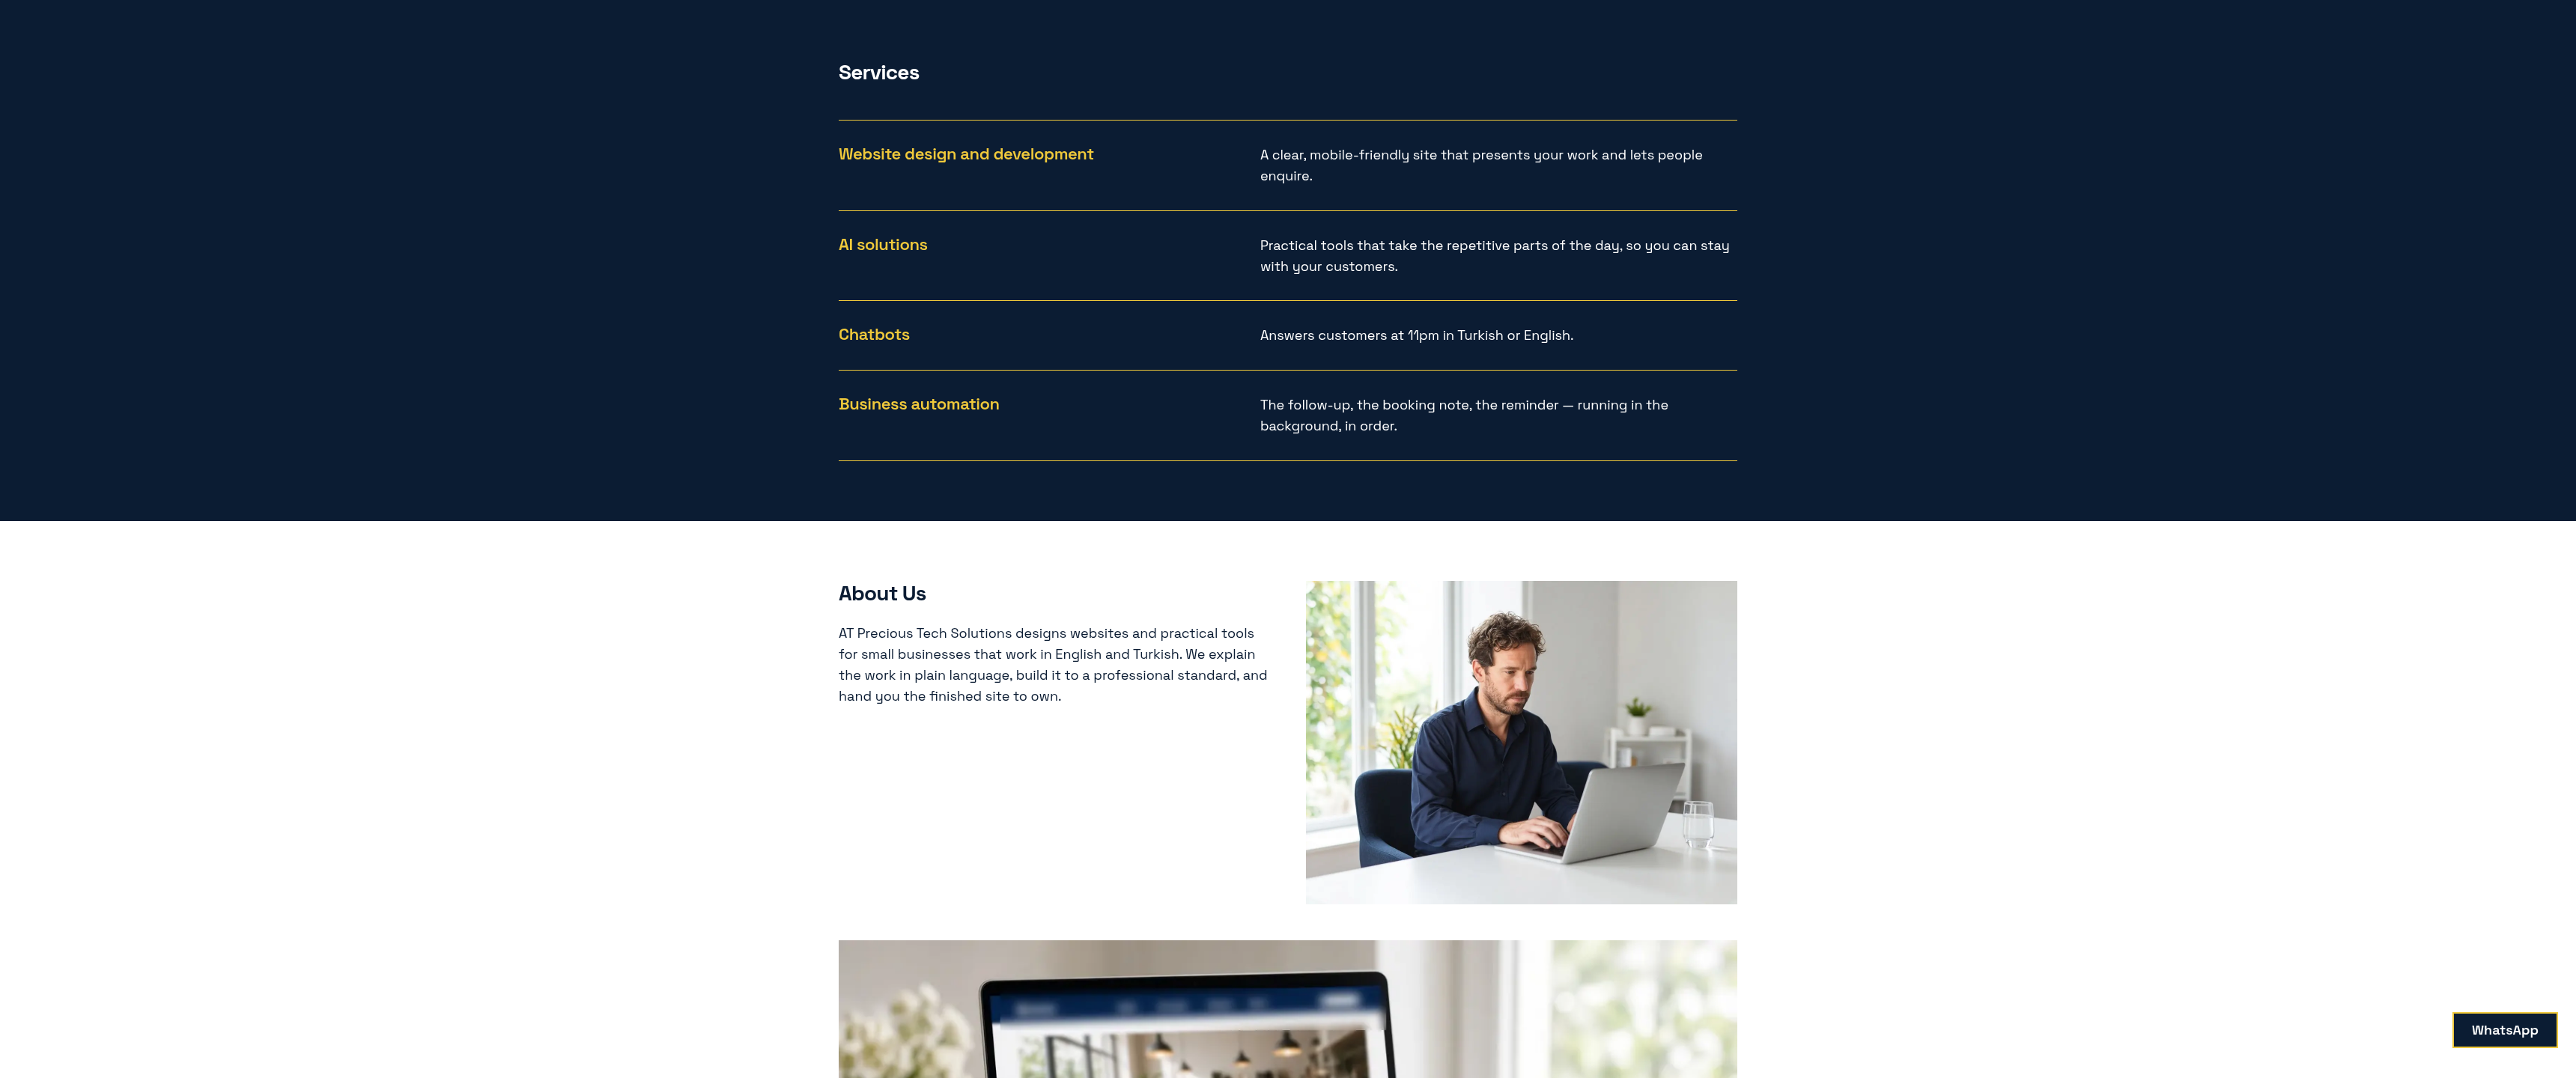 Services
Website design and development
A clear, mobile-friendly site that presents your work and lets people
enquire.
AI solutions
Practical tools that take the repetitive parts of the day, so you can stay
with your customers.
Chatbots
Answers customers at 11pm in Turkish or English.
Business automation
The follow-up, the booking note, the reminder — running in the
background, in order.
About Us
AT Precious Tech Solutions designs websites and practical tools
for small businesses that work in English and Turkish. We explain
the work in plain language, build it to a professional standard, and
hand you the finished site to own.
WhatsApp